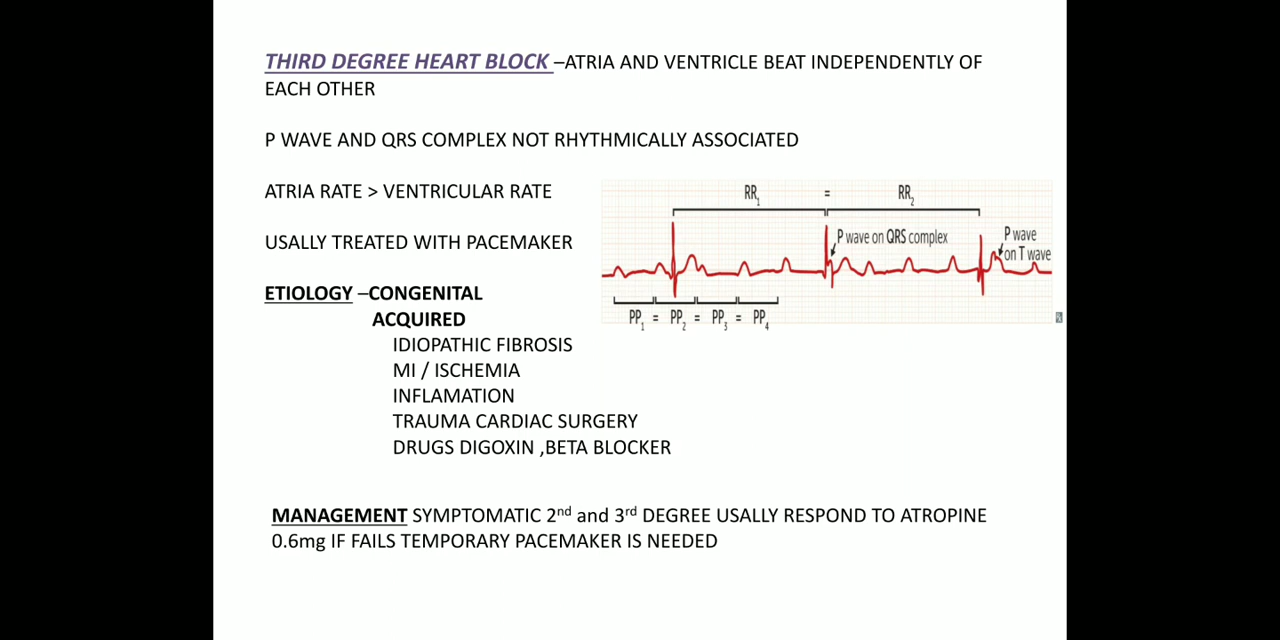 THIRD DEGREE HEART BLOCK –ATRIA AND VENTRICLE BEAT INDEPENDENTLY OF
EACH OTHER
P WAVE AND QRS COMPLEX NOT RHYTHMICALLY ASSOCIATED
ATRIA RATE > VENTRICULAR RATE
USALLY TREATED WITH PACEMAKER
RR₁ = RR₂
P wave on QRS complex
P wave
on T wave
PP₁ = PP₂ = PP₃ = PP₄
ETIOLOGY –CONGENITAL
ACQUIRED
IDIOPATHIC FIBROSIS
MI / ISCHEMIA
INFLAMATION
TRAUMA CARDIAC SURGERY
DRUGS DIGOXIN ,BETA BLOCKER
MANAGEMENT SYMPTOMATIC 2nd and 3rd DEGREE USALLY RESPOND TO ATROPINE
0.6mg IF FAILS TEMPORARY PACEMAKER IS NEEDED